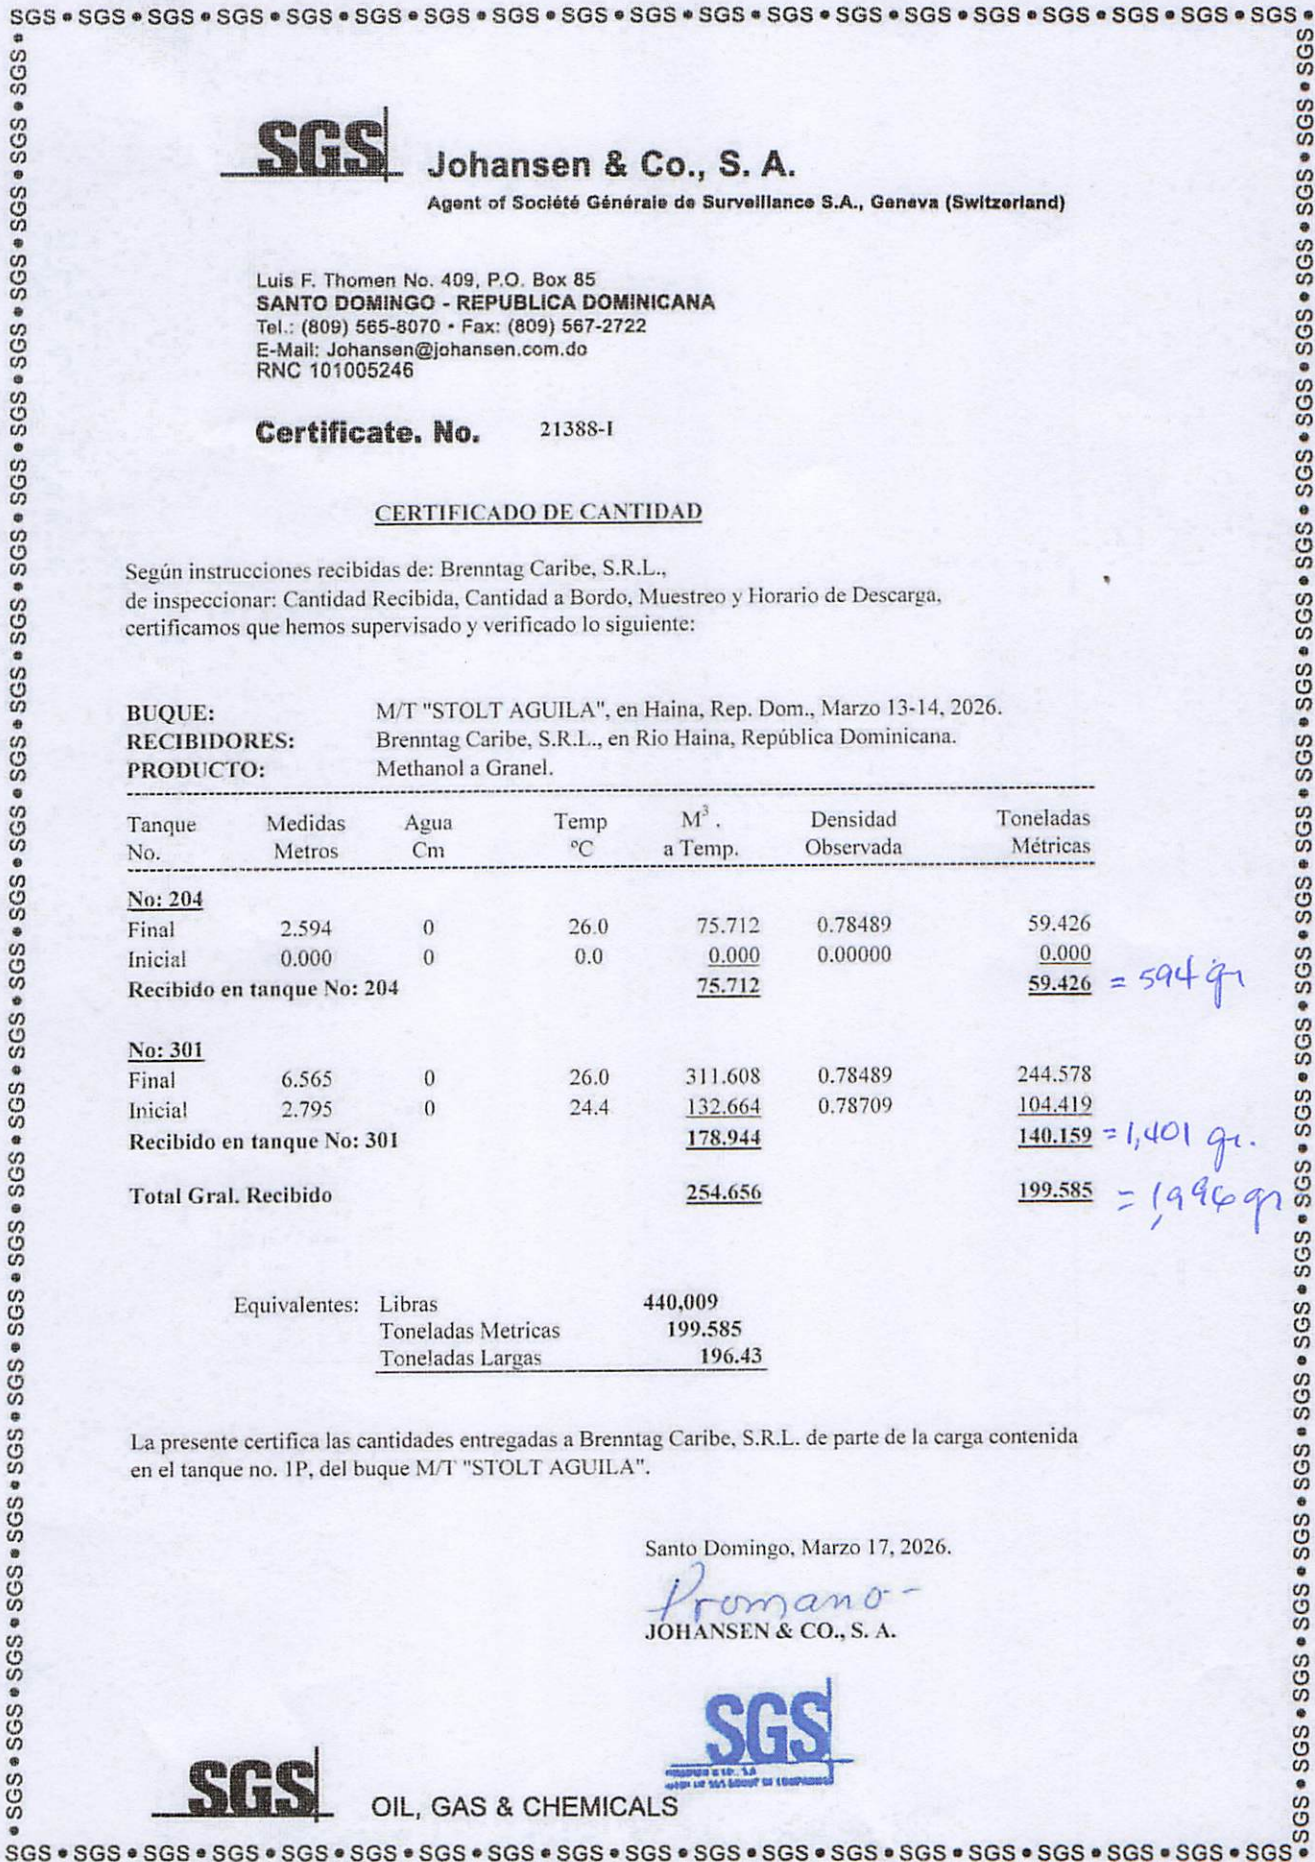 SGS • SGS • SGS • SGS • SGS • SGS • SGS • SGS • SGS • SGS • SGS • SGS • SGS • SGS • SGS • SGS • SGS • SGS • SGS •
SGS
Johansen & Co., S. A.
Agent of Société Générale de Surveillance S.A., Geneva (Switzerland)
Luis F. Thomen No. 409, P.O. Box 85
SANTO DOMINGO - REPUBLICA DOMINICANA
Tel.: (809) 565-8070 • Fax: (809) 567-2722
E-Mail: Johansen@johansen.com.do
RNC 101005246
Certificate. No. 21388-I
CERTIFICADO DE CANTIDAD
Según instrucciones recibidas de: Brenntag Caribe, S.R.L.,
de inspeccionar: Cantidad Recibida, Cantidad a Bordo, Muestreo y Horario de Descarga,
certificamos que hemos supervisado y verificado lo siguiente:
BUQUE: M/T "STOLT AGUILA", en Haina, Rep. Dom., Marzo 13-14, 2026.
RECIBIDORES: Brenntag Caribe, S.R.L., en Rio Haina, República Dominicana.
PRODUCTO: Methanol a Granel.
Tanque Medidas Agua Temp M³ . Densidad Toneladas
No. Metros Cm ºC a Temp. Observada Métricas
No: 204
Final 2.594 0 26.0 75.712 0.78489 59.426
Inicial 0.000 0 0.0 0.000 0.00000 0.000
Recibido en tanque No: 204 75.712 59.426 = 594 gr
No: 301
Final 6.565 0 26.0 311.608 0.78489 244.578
Inicial 2.795 0 24.4 132.664 0.78709 104.419
Recibido en tanque No: 301 178.944 140.159 = 1,401 gr.
Total Gral. Recibido 254.656 199.585 = 1,996 gr
Equivalentes: Libras 440,009
Toneladas Metricas 199.585
Toneladas Largas 196.43
La presente certifica las cantidades entregadas a Brenntag Caribe, S.R.L. de parte de la carga contenida
en el tanque no. 1P, del buque M/T "STOLT AGUILA".
Santo Domingo, Marzo 17, 2026.
Promano
JOHANSEN & CO., S. A.
SGS
SGS
OIL, GAS & CHEMICALS
SGS • SGS • SGS • SGS • SGS • SGS • SGS • SGS • SGS • SGS • SGS • SGS • SGS • SGS • SGS • SGS • SGS • SGS • SGS •